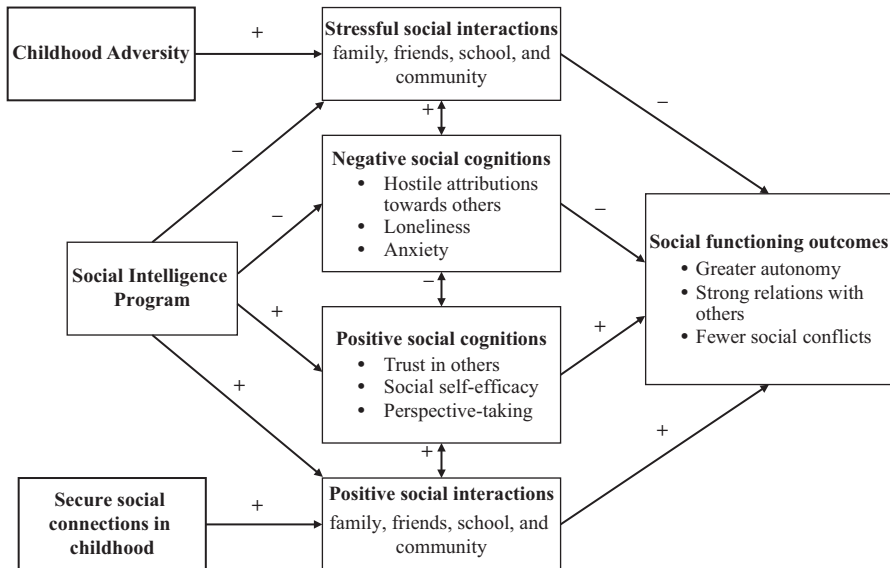 Childhood Adversity
+
Stressful social interactions
family, friends, school, and
community
–
+
–
Negative social cognitions
• Hostile attributions
towards others
• Loneliness
• Anxiety
–
–
Social Intelligence
Program
–
+
+
Positive social cognitions
• Trust in others
• Social self-efficacy
• Perspective-taking
+
Social functioning outcomes
• Greater autonomy
• Strong relations with
others
• Fewer social conflicts
+
+
Secure social
connections in
childhood
+
Positive social interactions
family, friends, school, and
community